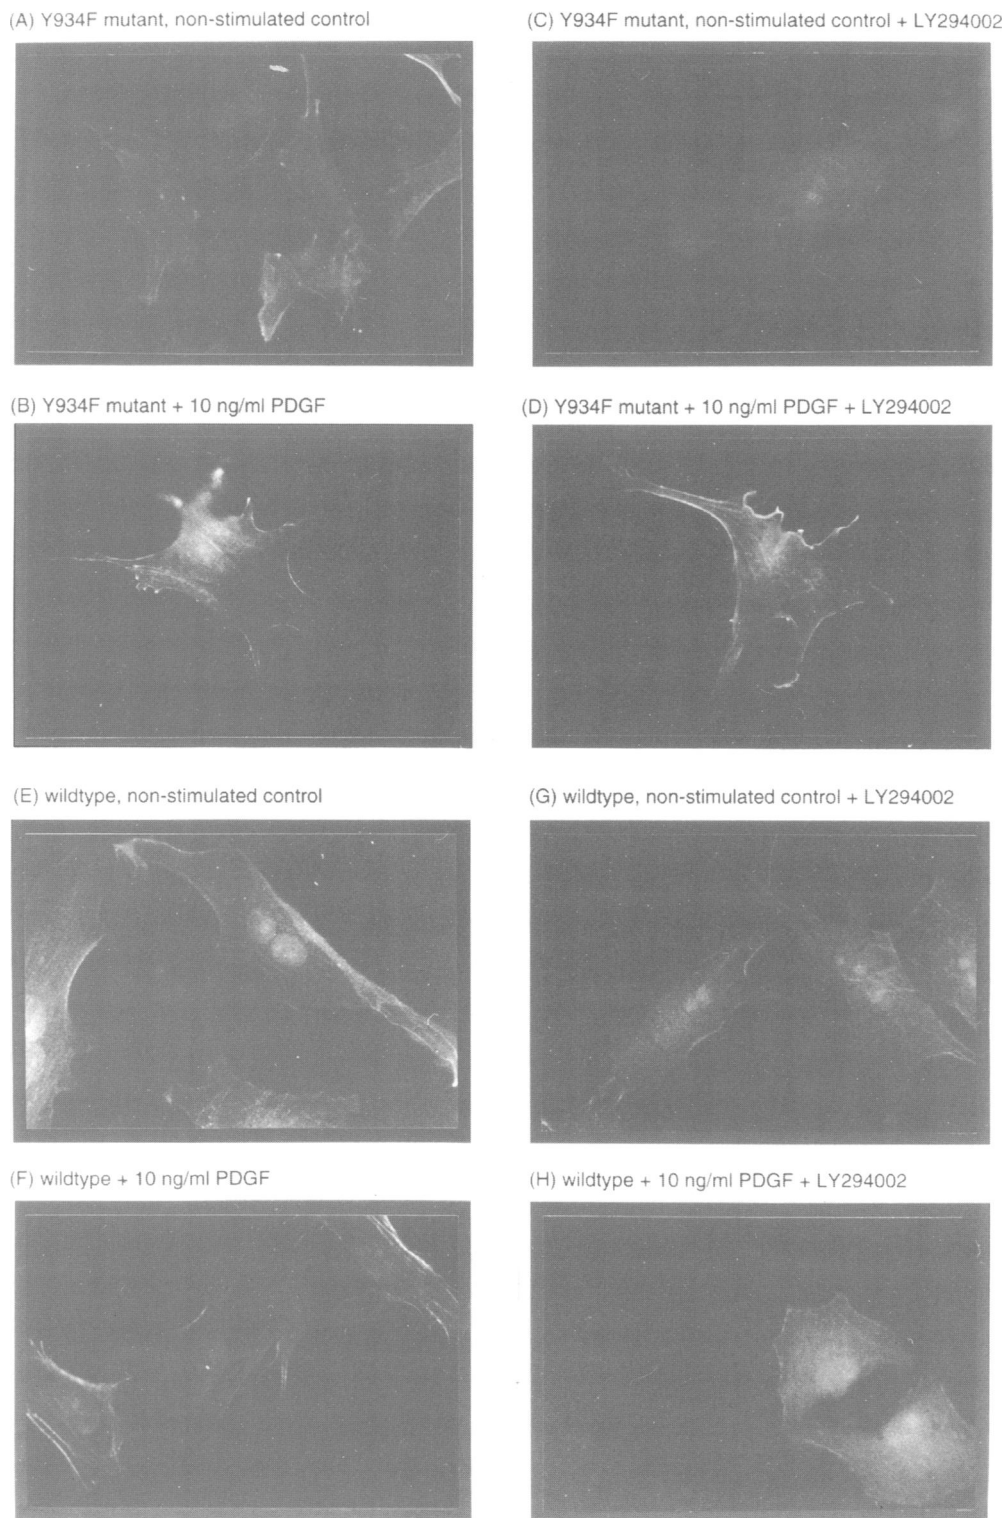 (A) Y934F mutant, non-stimulated control
(C) Y934F mutant, non-stimulated control + LY294002
(B) Y934F mutant + 10 ng/ml PDGF
(D) Y934F mutant + 10 ng/ml PDGF + LY294002
(E) wildtype, non-stimulated control
(G) wildtype, non-stimulated control + LY294002
(F) wildtype + 10 ng/ml PDGF
(H) wildtype + 10 ng/ml PDGF + LY294002